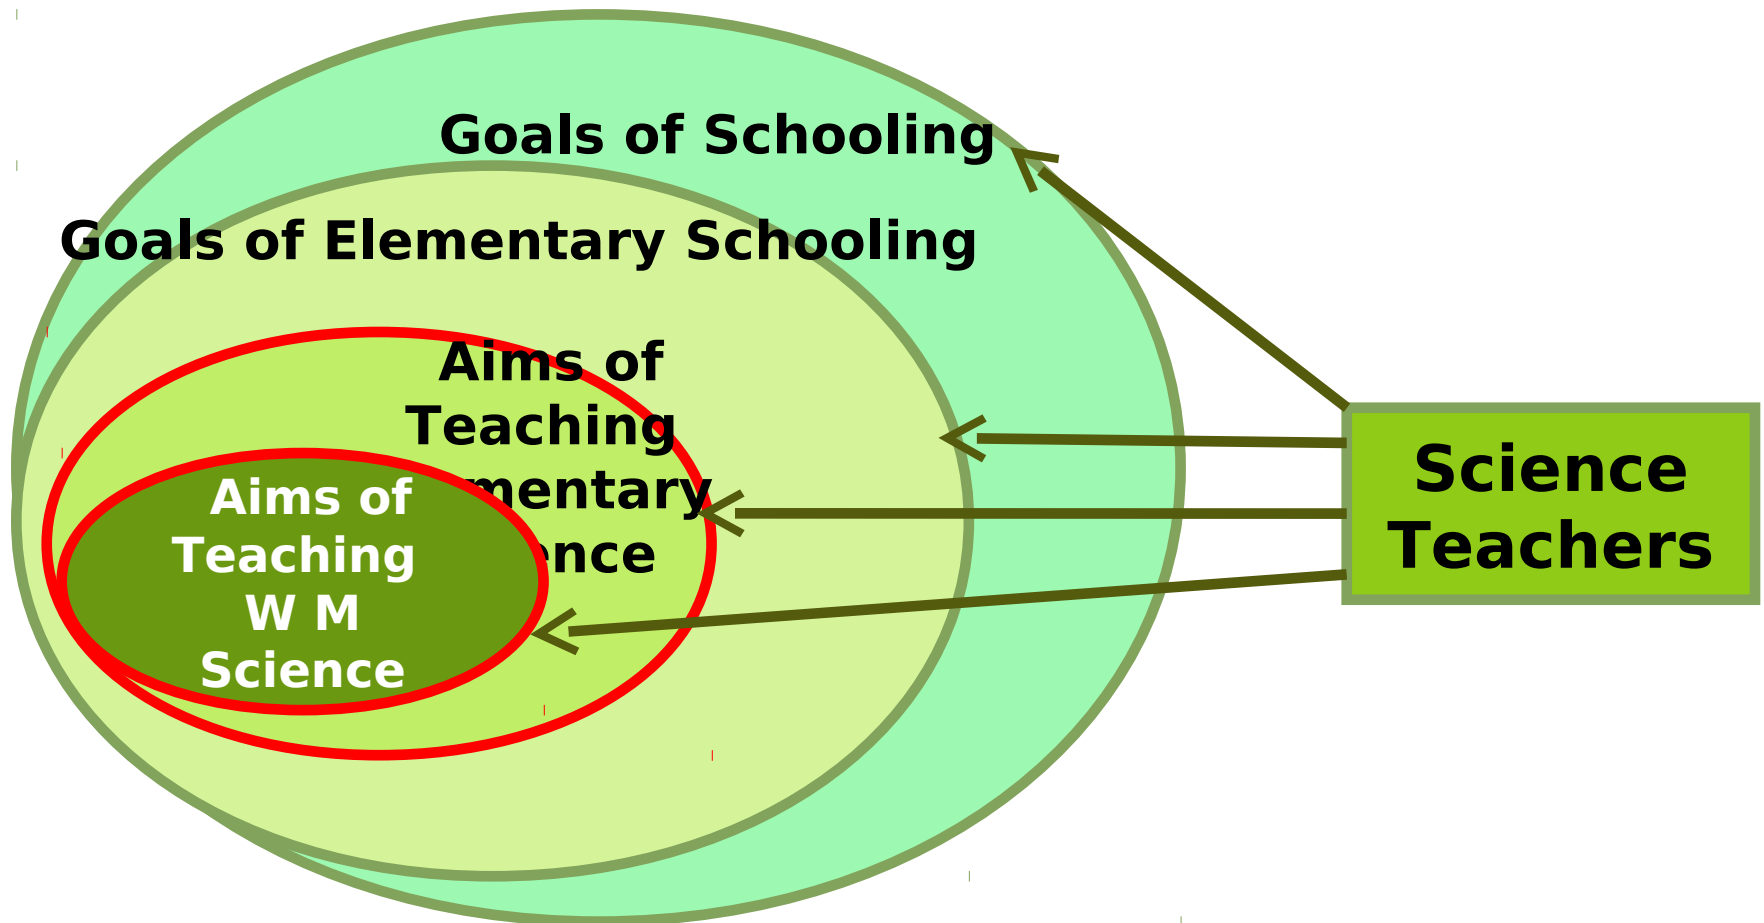 Goals of Schooling
Goals of Elementary Schooling
Aims of
Teaching
mentary
ence
Aims of
Teaching
W M
Science
Science
Teachers